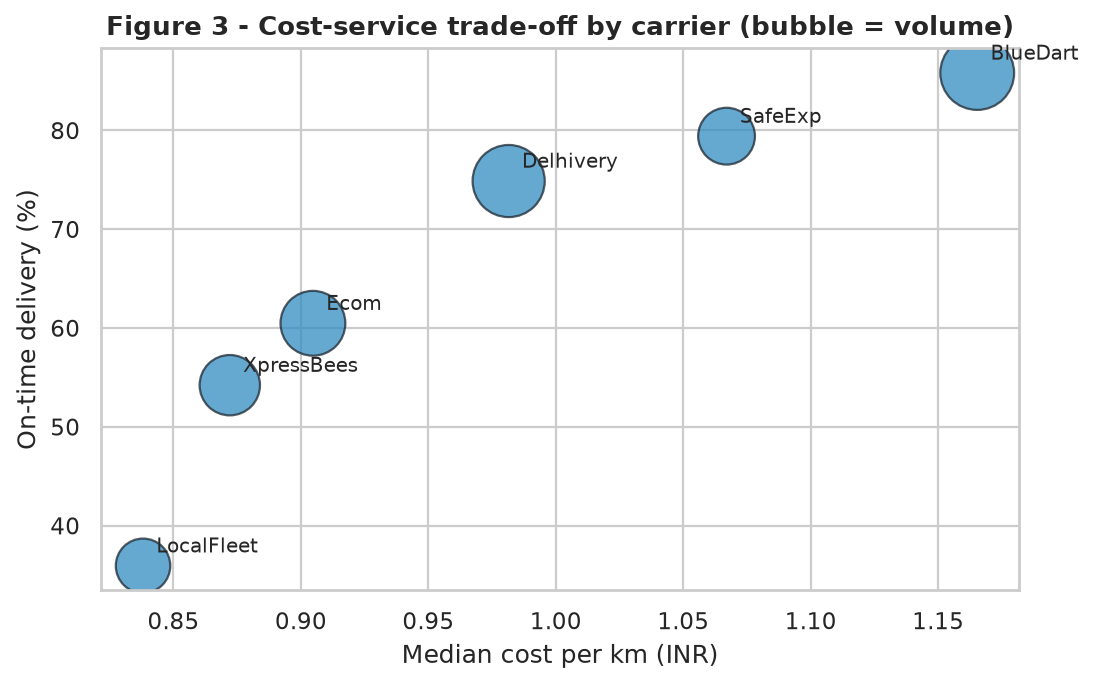 Figure 3 - Cost-service trade-off by carrier (bubble = volume)
BlueDart
SafeExp
Delhivery
Ecom
XpressBees
LocalFleet
On-time delivery (%)
80
70
60
50
40
0.85 0.90 0.95 1.00 1.05 1.10 1.15
Median cost per km (INR)